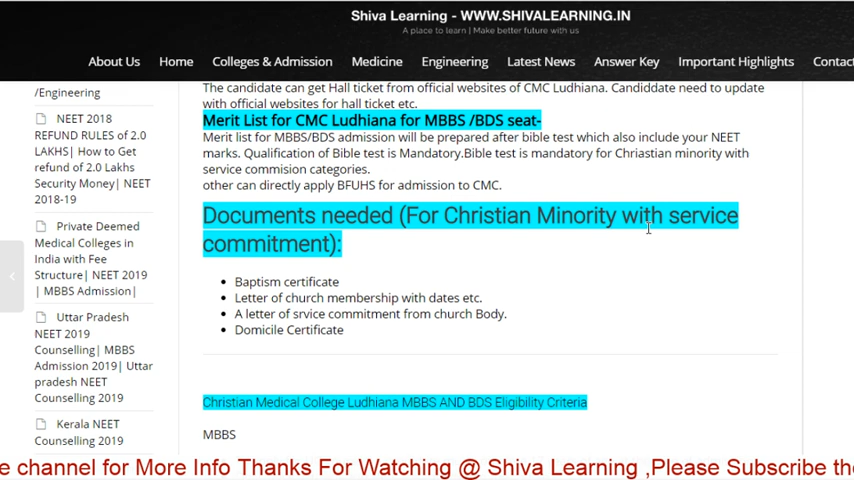 Shiva Learning - WWW.SHIVALEARNING.IN
A place to learn | Make better future with us
About Us Home Colleges & Admission Medicine Engineering Latest News Answer Key Important Highlights Contac
/Engineering
NEET 2018
REFUND RULES of 2.0
LAKHS| How to Get
refund of 2.0 Lakhs
Security Money| NEET
2018-19
Private Deemed
Medical Colleges in
India with Fee
Structure| NEET 2019
| MBBS Admission|
Uttar Pradesh
NEET 2019
Counselling| MBBS
Admission 2019| Uttar
pradesh NEET
Counselling 2019
Kerala NEET
Counselling 2019
The candidate can get Hall ticket from official websites of CMC Ludhiana. Candiddate need to update
with official websites for hall ticket etc.
Merit List for CMC Ludhiana for MBBS /BDS seat-
Merit list for MBBS/BDS admission will be prepared after bible test which also include your NEET
marks. Qualification of Bible test is Mandatory.Bible test is mandatory for Chriastian minority with
service commision categories.
other can directly apply BFUHS for admission to CMC.
Documents needed (For Christian Minority with service
commitment):
Baptism certificate
Letter of church membership with dates etc.
A letter of srvice commitment from church Body.
Domicile Certificate
Christian Medical College Ludhiana MBBS AND BDS Eligibility Criteria
MBBS
e channel for More Info Thanks For Watching @ Shiva Learning ,Please Subscribe the